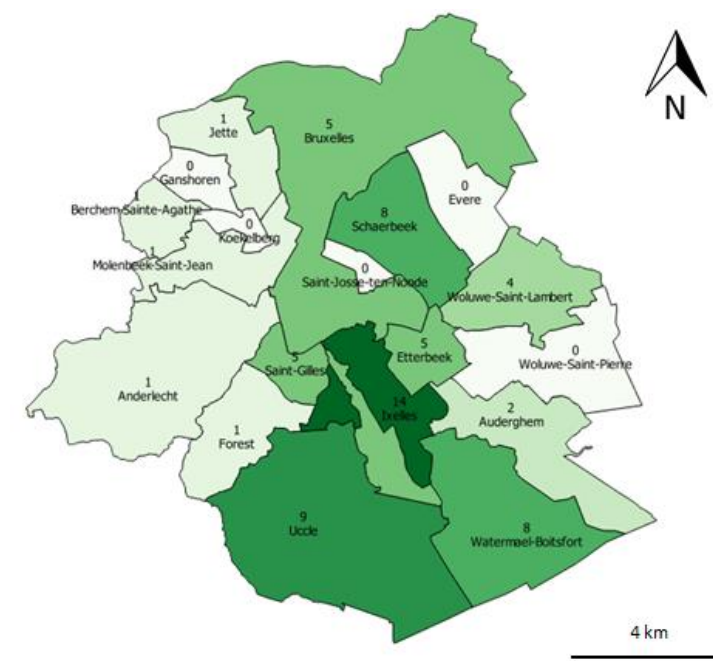 N
1
Jette
5
Bruxelles
0
Ganshoren
0
Evere
1
Berchem-Sainte-Agathe
8
Schaerbeek
0
Koekelberg
1
Molenbeek-Saint-Jean
0
Saint-Josse-ten-Noode
4
Woluwe-Saint-Lambert
5
Saint-Gilles
5
Etterbeek
0
Woluwe-Saint-Pierre
1
Anderlecht
14
Ixelles
2
Auderghem
1
Forest
9
Uccle
8
Watermael-Boitsfort
4 km